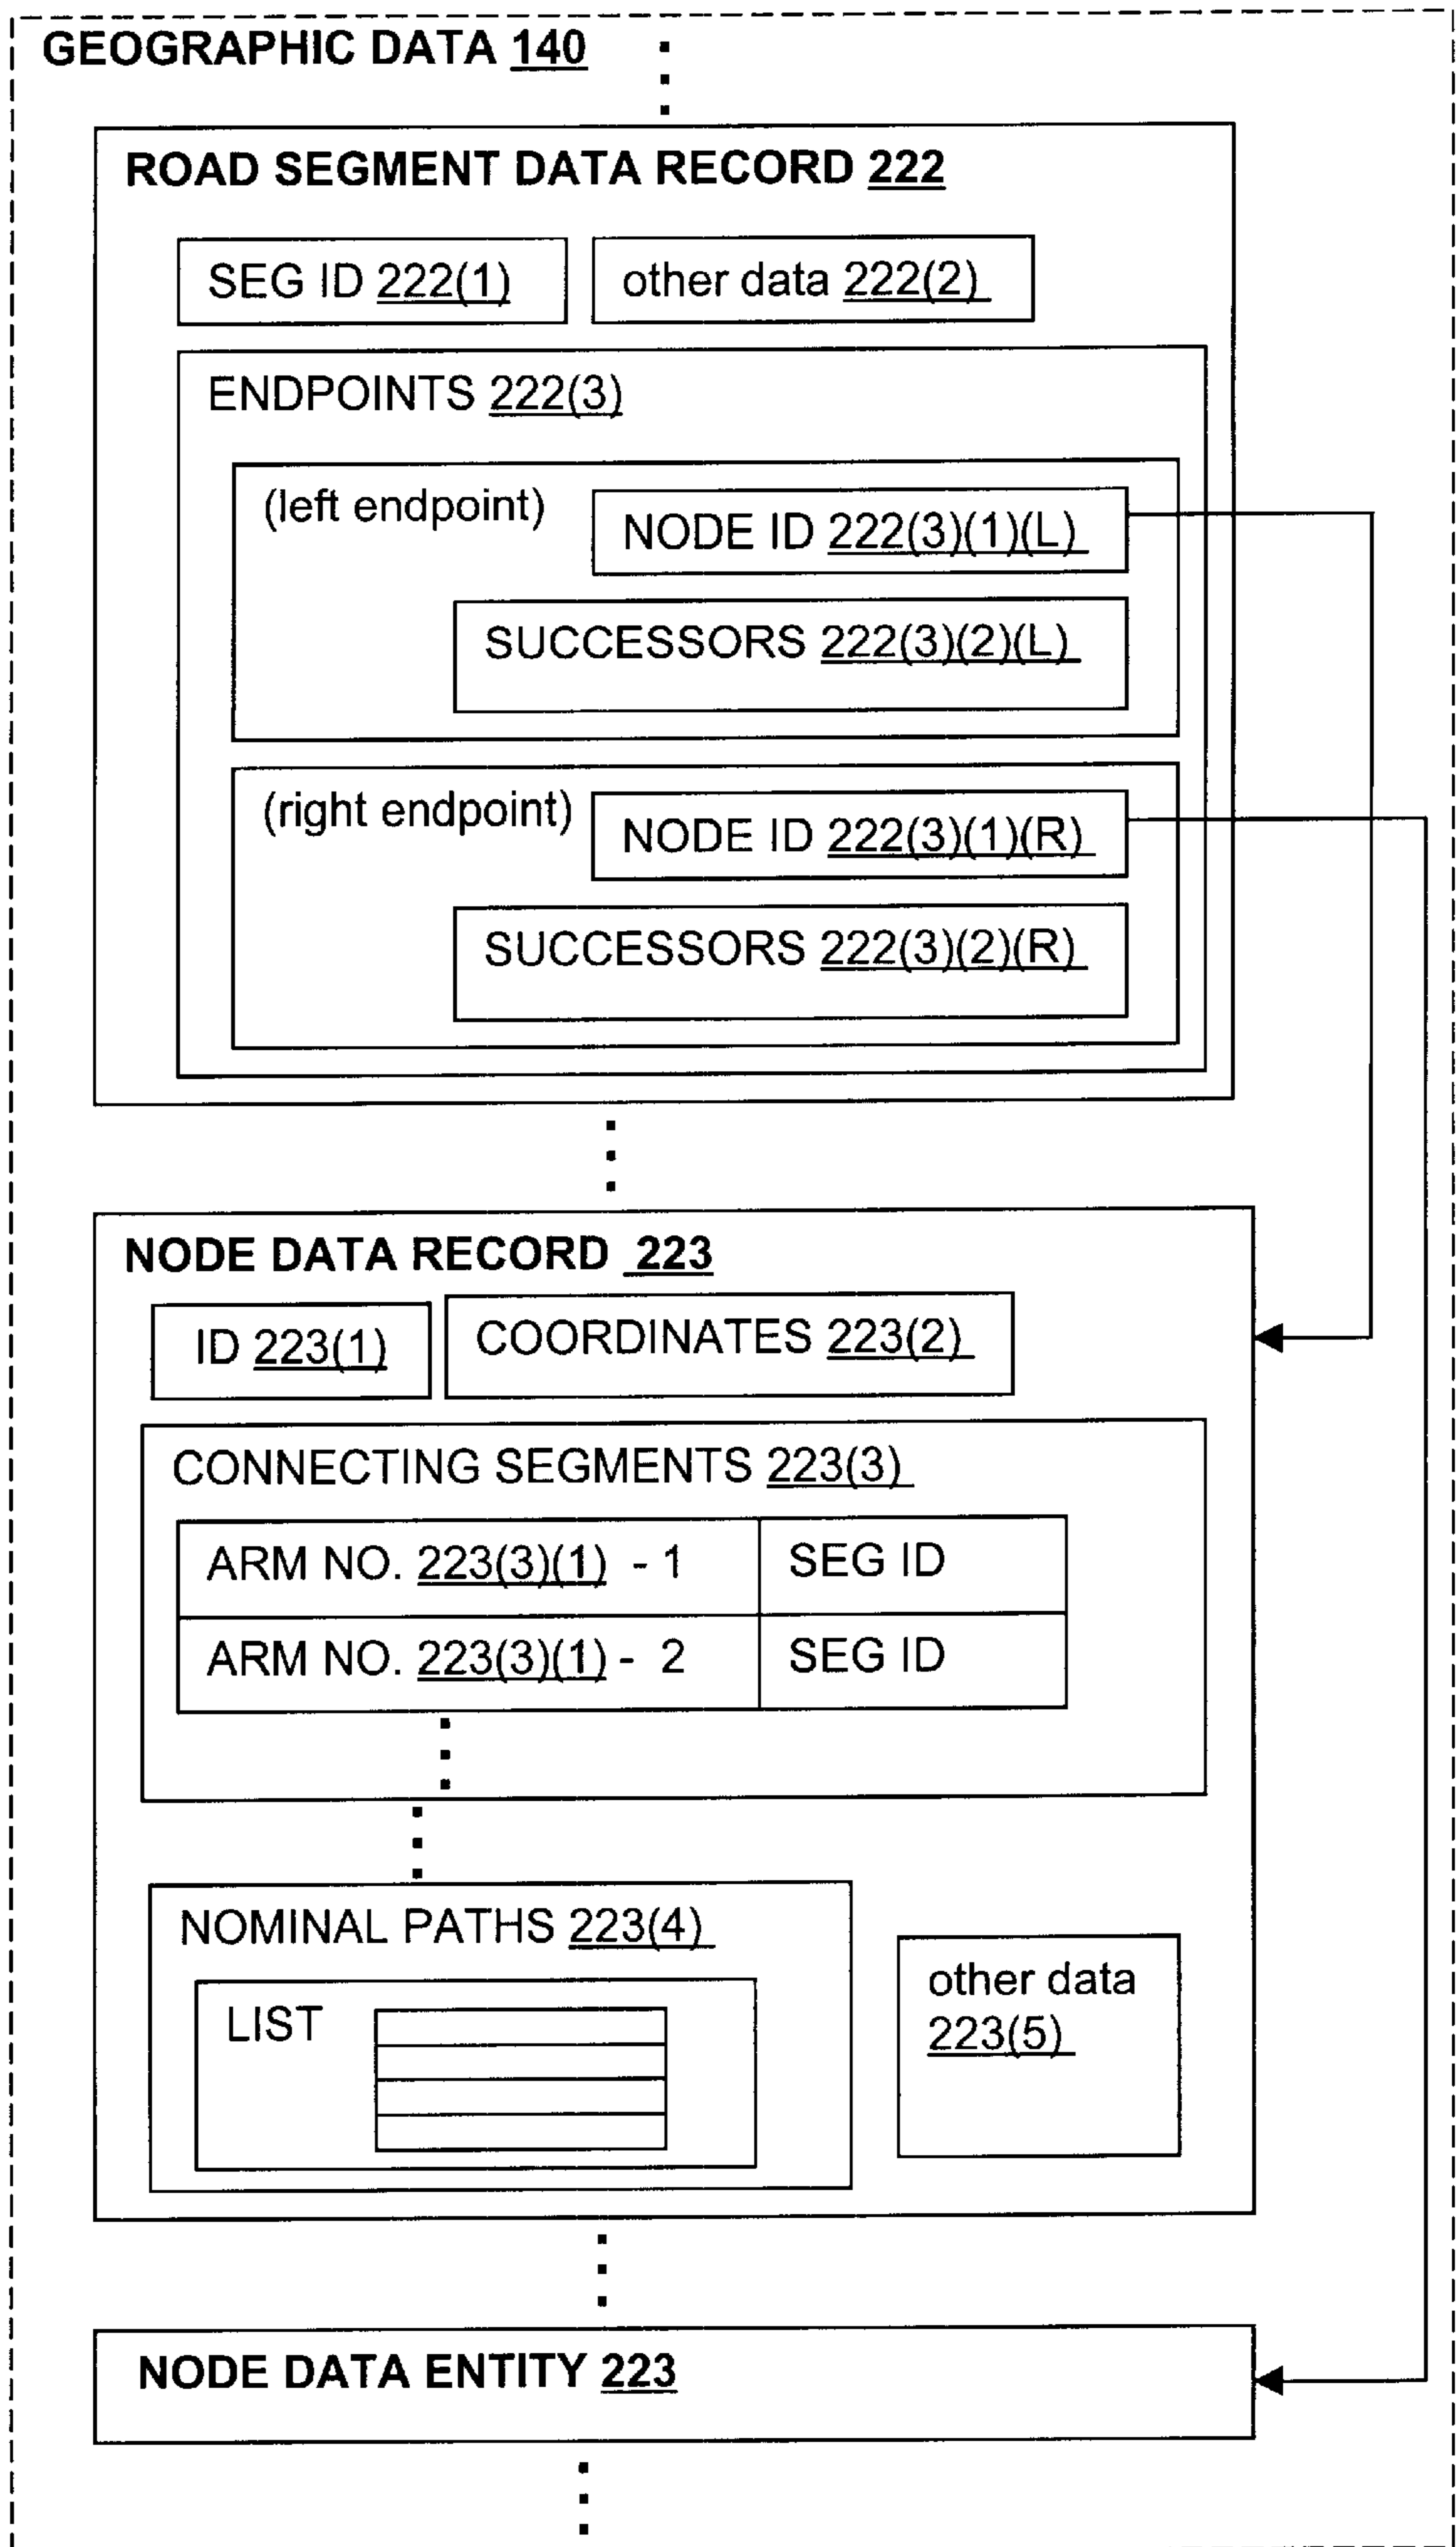 GEOGRAPHIC DATA 140
ROAD SEGMENT DATA RECORD 222
SEG ID 222(1)
other data 222(2)
ENDPOINTS 222(3)
(left endpoint)
NODE ID 222(3)(1)(L)
SUCCESSORS 222(3)(2)(L)
(right endpoint)
NODE ID 222(3)(1)(R)
SUCCESSORS 222(3)(2)(R)
NODE DATA RECORD 223
ID 223(1)
COORDINATES 223(2)
CONNECTING SEGMENTS 223(3)
ARM NO. 223(3)(1) - 1 SEG ID
ARM NO. 223(3)(1) - 2 SEG ID
NOMINAL PATHS 223(4)
LIST
other data
223(5)
NODE DATA ENTITY 223